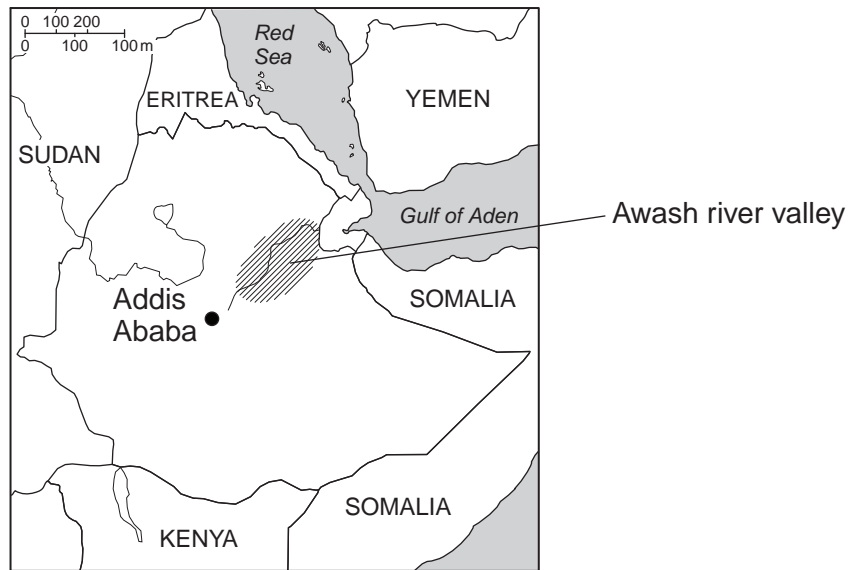 0 100 200
0 100 100 m
Red
Sea
ERITREA
YEMEN
SUDAN
Gulf of Aden
Awash river valley
Addis
Ababa
SOMALIA
SOMALIA
KENYA